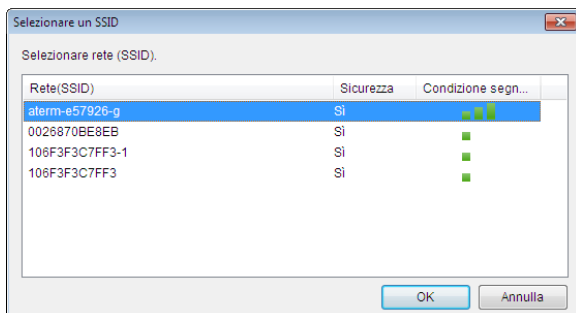 Selezionare un SSID
Selezionare rete (SSID).
Rete(SSID) Sicurezza Condizione segn...
aterm-e57926-g Sì
0026870BE8EB Sì
106F3F3C7FF3-1 Sì
106F3F3C7FF3 Sì
OK Annulla